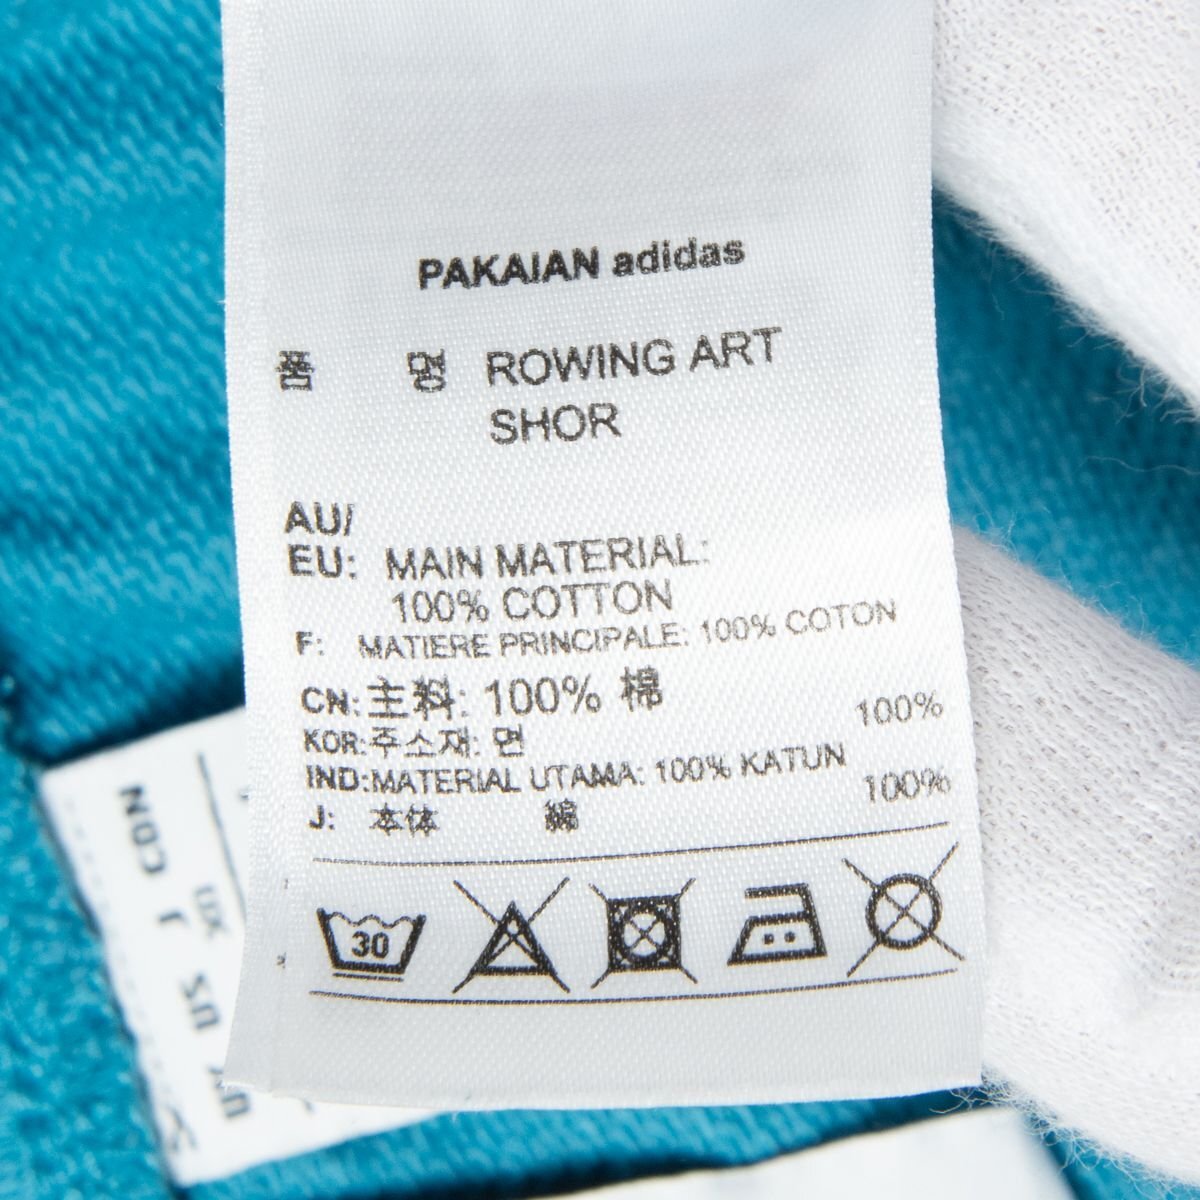 PAKAIAN adidas
품 명 ROWING ART
SHOR
AU/
EU: MAIN MATERIAL:
100% COTTON
F: MATIERE PRINCIPALE: 100% COTON
CN:主料: 100% 棉
KOR:주소재: 면 100%
IND:MATERIAL UTAMA: 100% KATUN
J: 本体 綿 100%
30
CDN
J
US